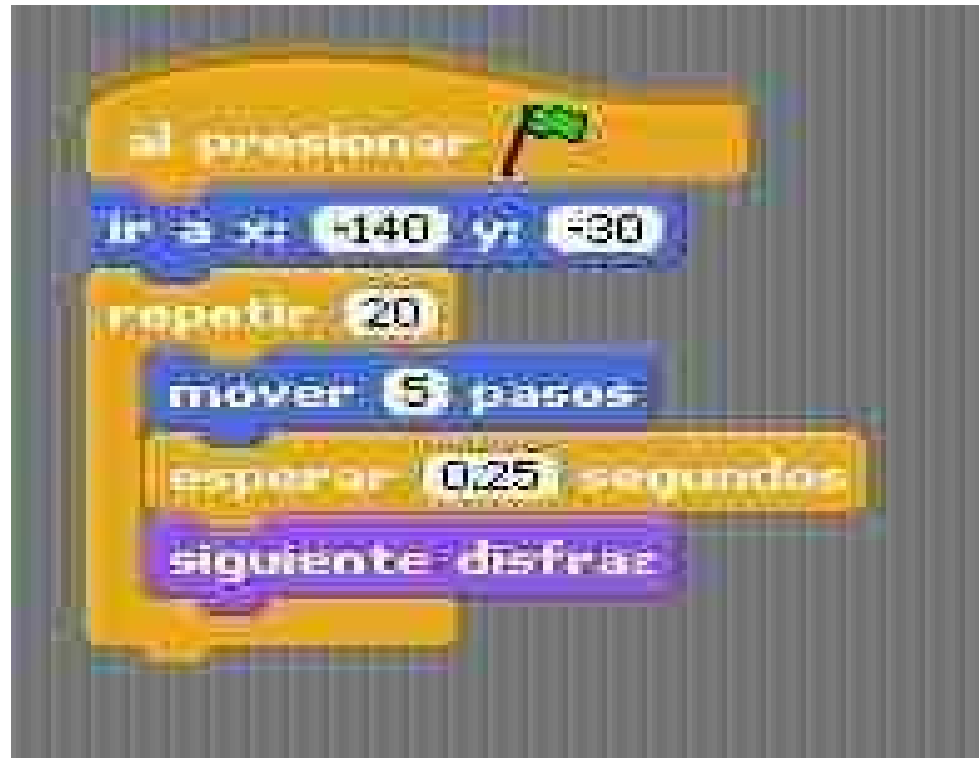 al presionar
ir a x: -140 y: -30
repetir 20
mover 5 pasos
esperar 0.25 segundos
siguiente disfraz